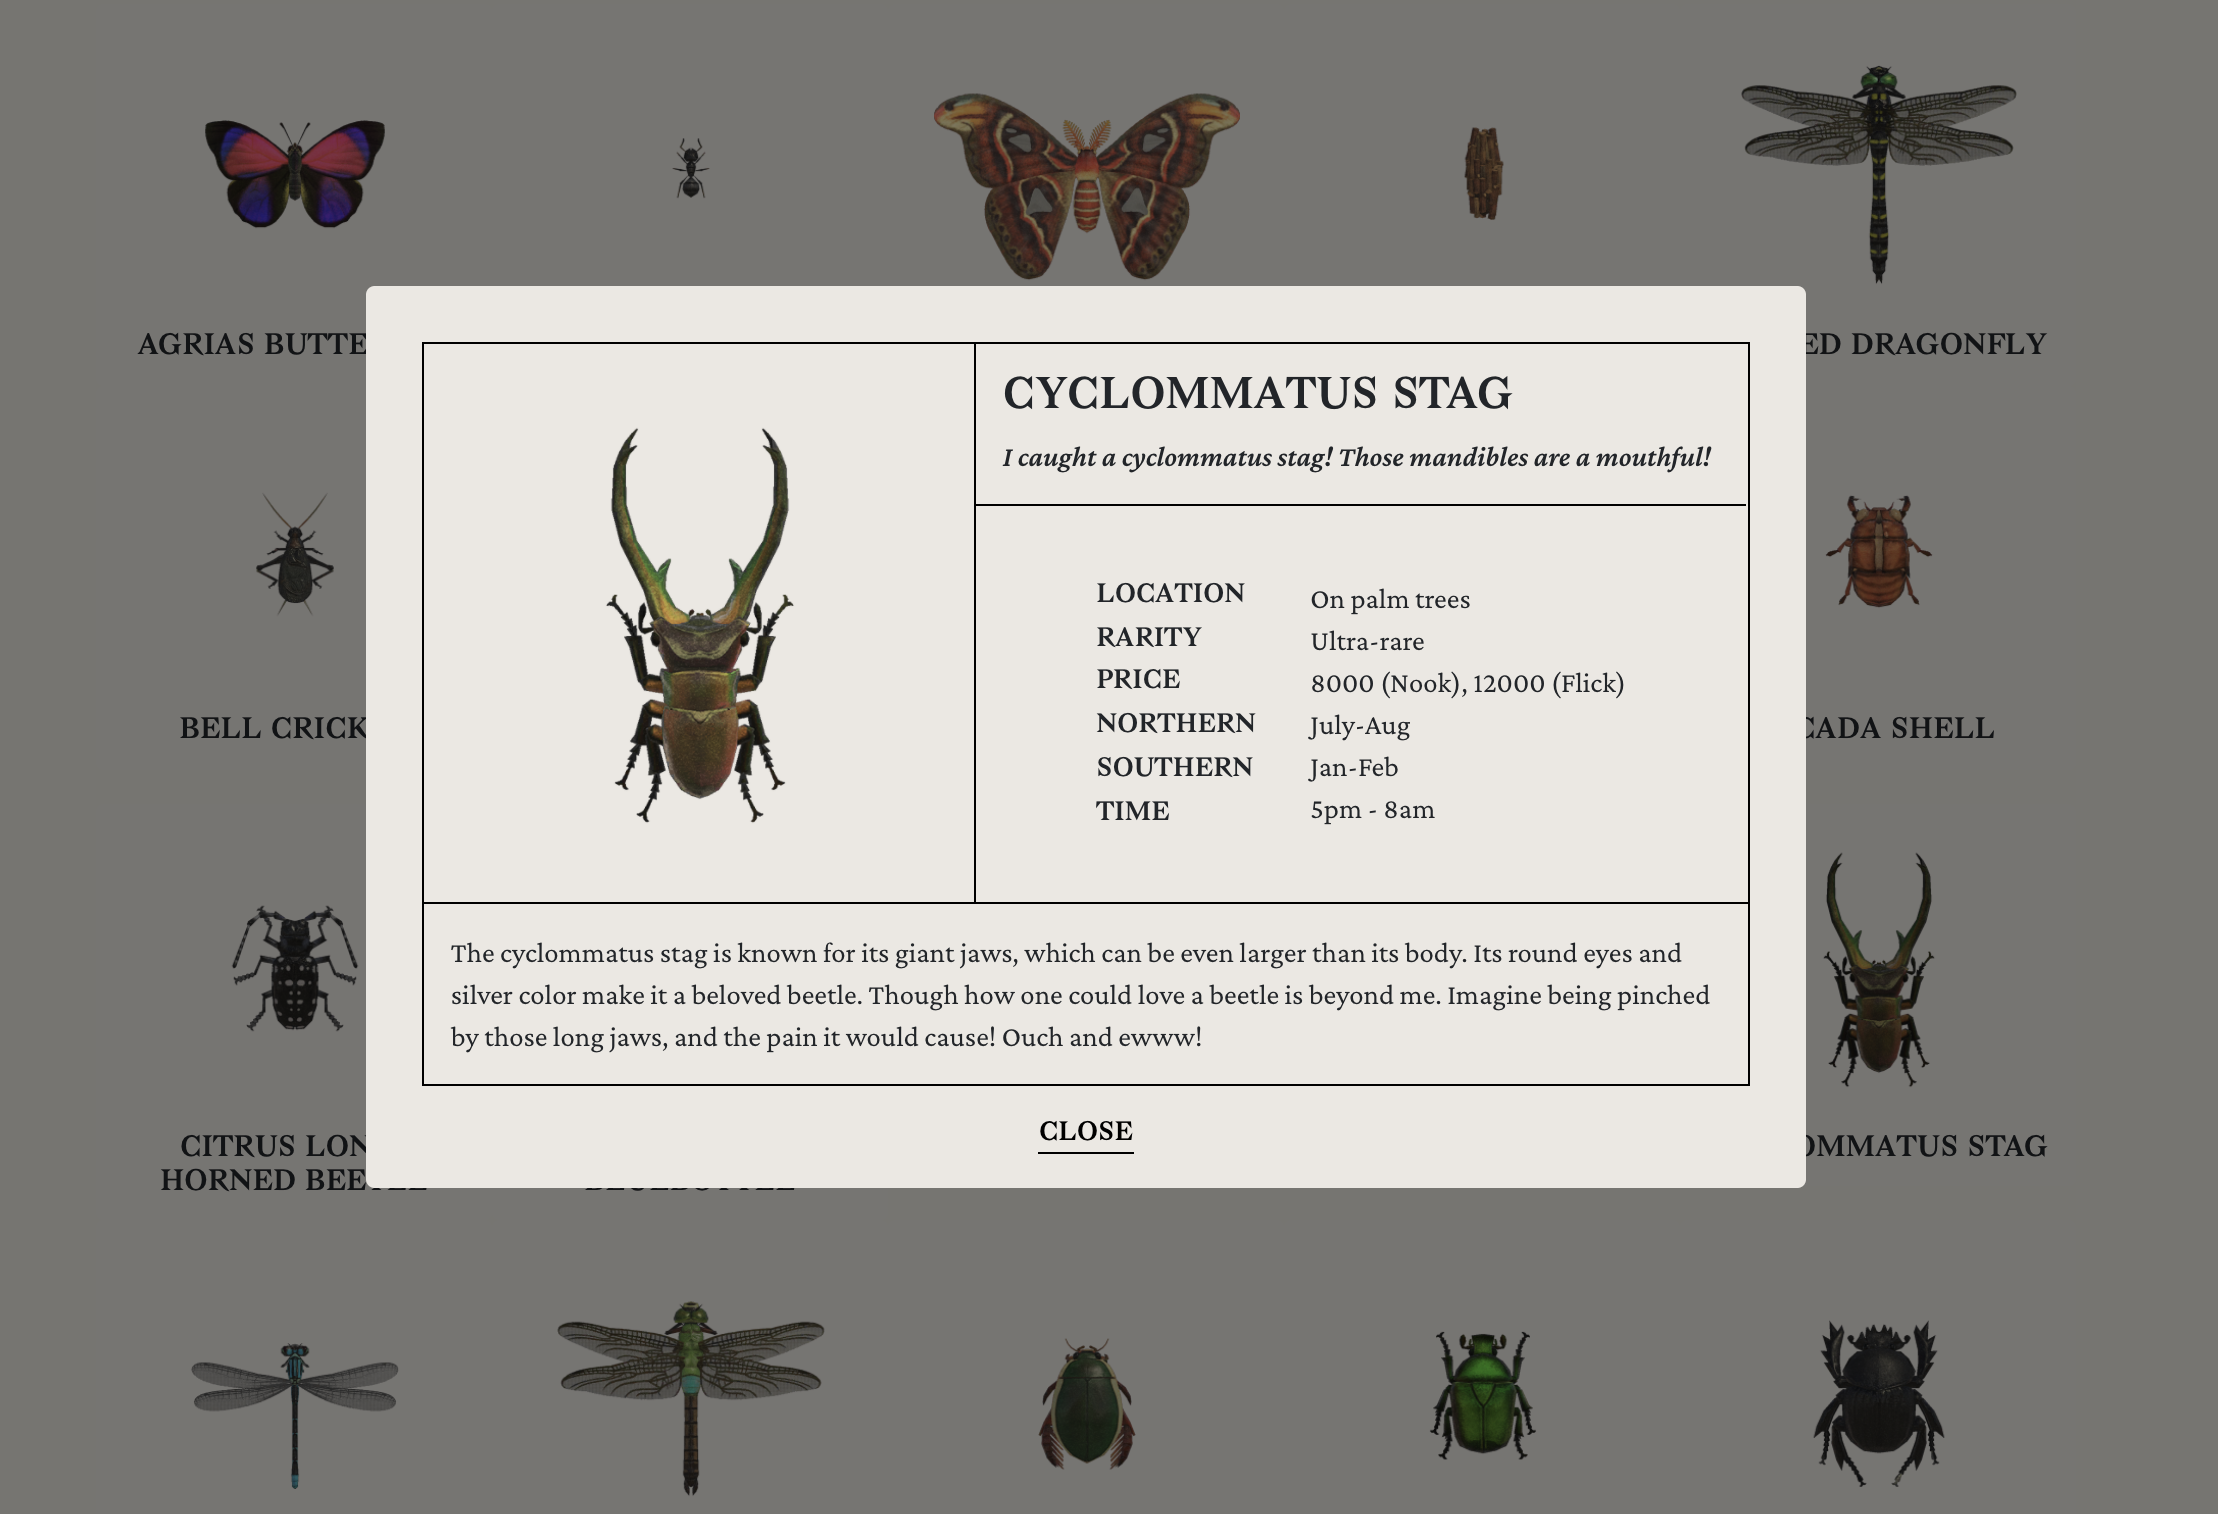 AGRIAS BUTTE
ED DRAGONFLY
CYCLOMMATUS STAG
I caught a cyclommatus stag! Those mandibles are a mouthful!
LOCATION On palm trees
RARITY Ultra-rare
PRICE 8000 (Nook), 12000 (Flick)
NORTHERN July-Aug
SOUTHERN Jan-Feb
TIME 5pm - 8am
BELL CRICK
CADA SHELL
The cyclommatus stag is known for its giant jaws, which can be even larger than its body. Its round eyes and
silver color make it a beloved beetle. Though how one could love a beetle is beyond me. Imagine being pinched
by those long jaws, and the pain it would cause! Ouch and ewww!
CLOSE
CITRUS LON
HORNED BEE
OMMATUS STAG